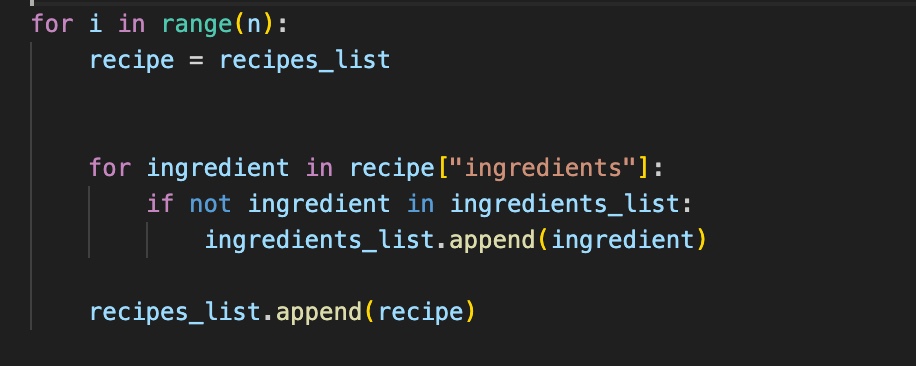 for i in range(n):
    recipe = recipes_list
    for ingredient in recipe["ingredients"]:
        if not ingredient in ingredients_list:
            ingredients_list.append(ingredient)
    recipes_list.append(recipe)